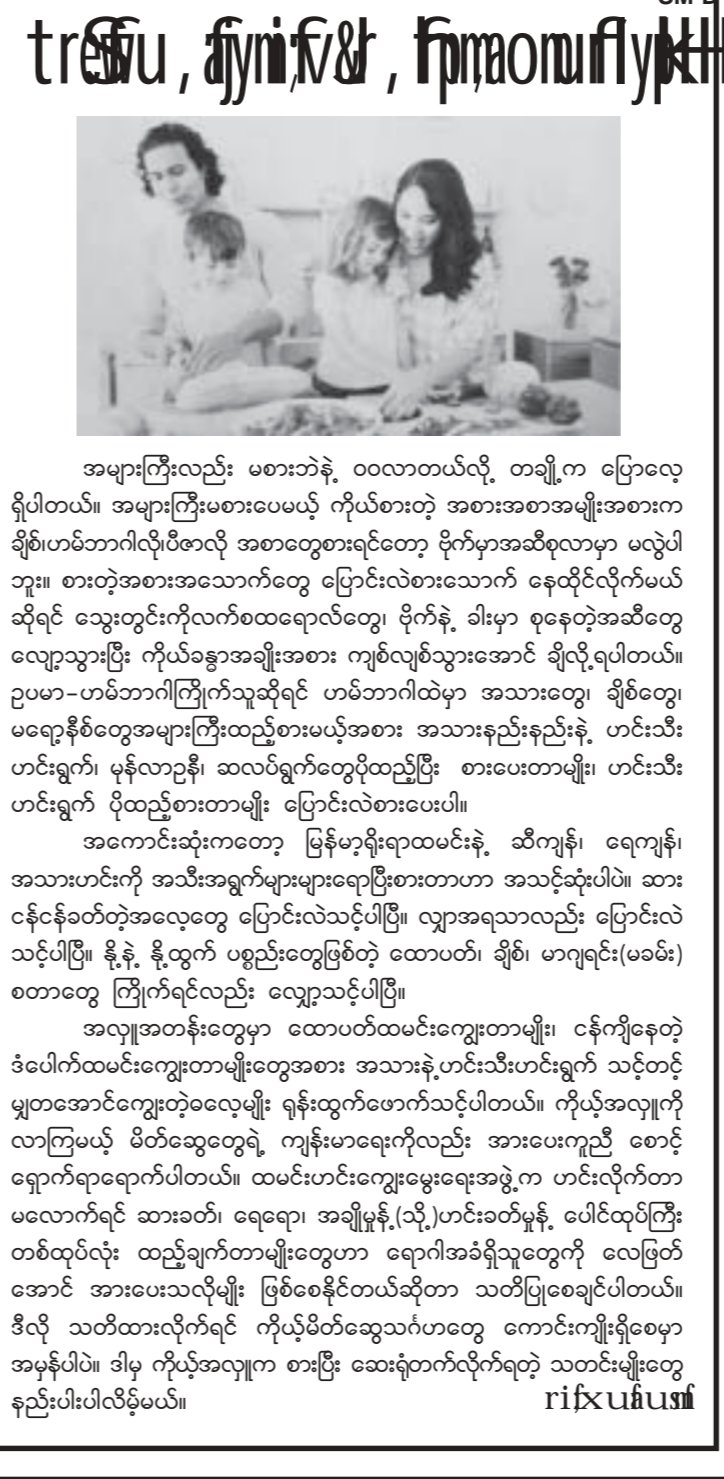 အများကြီးလည်း မစားဘဲနဲ့ ဝဝလာတယ်လို့ တချို့က ပြောလေ့
ရှိပါတယ်။ အများကြီးမစားပေမယ့် ကိုယ်စားတဲ့ အစားအစာအမျိုးအစားက
ချိစ်၊ဟမ်ဘာဂါလို၊ပီဇာလို အစာတွေစားရင်တော့ ဗိုက်မှာအဆီစုလာမှာ မလွဲပါ
ဘူး။ စားတဲ့အစားအသောက်တွေ ပြောင်းလဲစားသောက် နေထိုင်လိုက်မယ်
ဆိုရင် သွေးတွင်းကိုလက်စထရောလ်တွေ၊ ဗိုက်နဲ့ ခါးမှာ စုနေတဲ့အဆီတွေ
လျော့သွားပြီး ကိုယ်ခန္ဓာအချိုးအစား ကျစ်လျစ်သွားအောင် ချိလို့ရပါတယ်။
ဥပမာ–ဟမ်ဘာဂါကြိုက်သူဆိုရင် ဟမ်ဘာဂါထဲမှာ အသားတွေ၊ ချိစ်တွေ၊
မရော့နီစ်တွေအများကြီးထည့်စားမယ့်အစား အသားနည်းနည်းနဲ့ ဟင်းသီး
ဟင်းရွက်၊ မုန်လာဥနီ၊ ဆလပ်ရွက်တွေပိုထည့်ပြီး စားပေးတာမျိုး၊ ဟင်းသီး
ဟင်းရွက် ပိုထည့်စားတာမျိုး ပြောင်းလဲစားပေးပါ။
အကောင်းဆုံးကတော့ မြန်မာ့ရိုးရာထမင်းနဲ့ ဆီကျန်၊ ရေကျန်၊
အသားဟင်းကို အသီးအရွက်များများရောပြီးစားတာဟာ အသင့်ဆုံးပါပဲ။ ဆား
ငန်ငန်ခတ်တဲ့အလေ့တွေ ပြောင်းလဲသင့်ပါပြီ။ လျှာအရသာလည်း ပြောင်းလဲ
သင့်ပါပြီ။ နို့နဲ့ နို့ထွက် ပစ္စည်းတွေဖြစ်တဲ့ ထောပတ်၊ ချိစ်၊ မာဂျရင်း(မခမ်း)
စတာတွေ ကြိုက်ရင်လည်း လျှော့သင့်ပါပြီ။
အလှူအတန်းတွေမှာ ထောပတ်ထမင်းကျွေးတာမျိုး၊ ငန်ကျိနေတဲ့
ဒံပေါက်ထမင်းကျွေးတာမျိုးတွေအစား အသားနဲ့ဟင်းသီးဟင်းရွက် သင့်တင့်
မျှတအောင်ကျွေးတဲ့ဓလေ့မျိုး ရုန်းထွက်ဖောက်သင့်ပါတယ်။ ကိုယ့်အလှူကို
လာကြမယ့် မိတ်ဆွေတွေရဲ့ ကျန်းမာရေးကိုလည်း အားပေးကူညီ စောင့်
ရှောက်ရာရောက်ပါတယ်။ ထမင်းဟင်းကျွေးမွေးရေးအဖွဲ့က ဟင်းလိုက်တာ
မလောက်ရင် ဆားခတ်၊ ရေရော၊ အချိုမှုန့်(သို့)ဟင်းခတ်မှုန့် ပေါင်ထုပ်ကြီး
တစ်ထုပ်လုံး ထည့်ချက်တာမျိုးတွေဟာ ရောဂါအခံရှိသူတွေကို လေဖြတ်
အောင် အားပေးသလိုမျိုး ဖြစ်စေနိုင်တယ်ဆိုတာ သတိပြုစေချင်ပါတယ်။
ဒီလို သတိထားလိုက်ရင် ကိုယ့်မိတ်ဆွေသင်္ဂဟတွေ ကောင်းကျိုးရှိစေမှာ
အမှန်ပါပဲ။ ဒါမှ ကိုယ့်အလှူက စားပြီး ဆေးရုံတက်လိုက်ရတဲ့ သတင်းမျိုးတွေ
နည်းပါးပါလိမ့်မယ်။